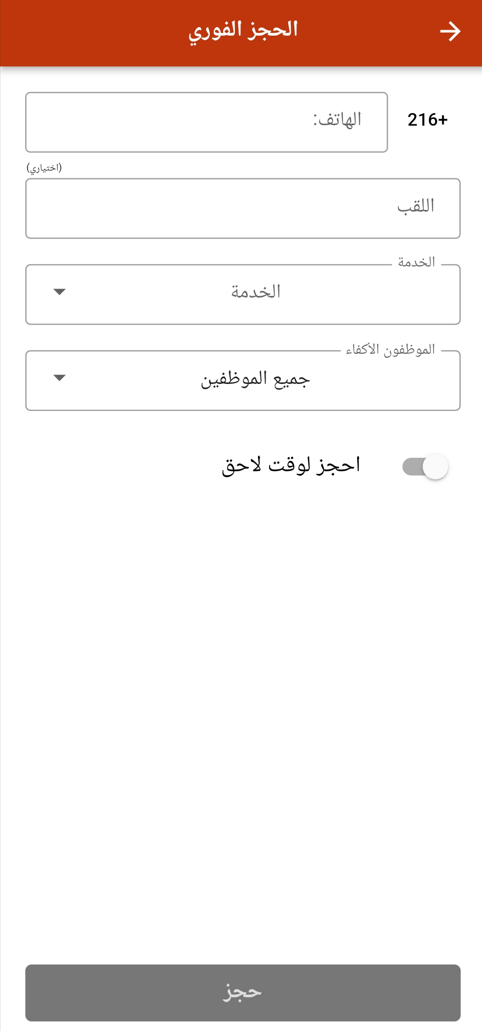 الحجز الفوري
+216
الهاتف:
(اختياري)
اللقب
الخدمة
الخدمة
الموظفون الأكفاء
جميع الموظفين
احجز لوقت لاحق
حجز